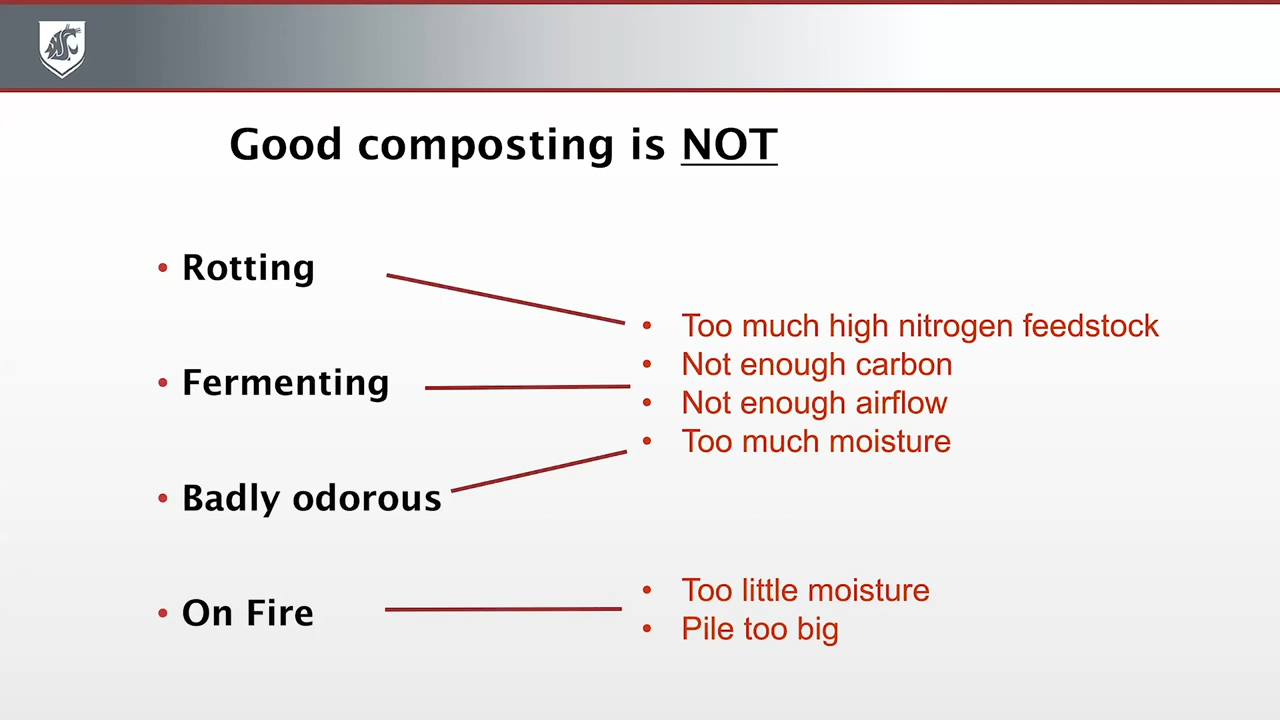 Good composting is NOT
• Rotting
• Fermenting
• Badly odorous
• On Fire
• Too much high nitrogen feedstock
• Not enough carbon
• Not enough airflow
• Too much moisture
• Too little moisture
• Pile too big